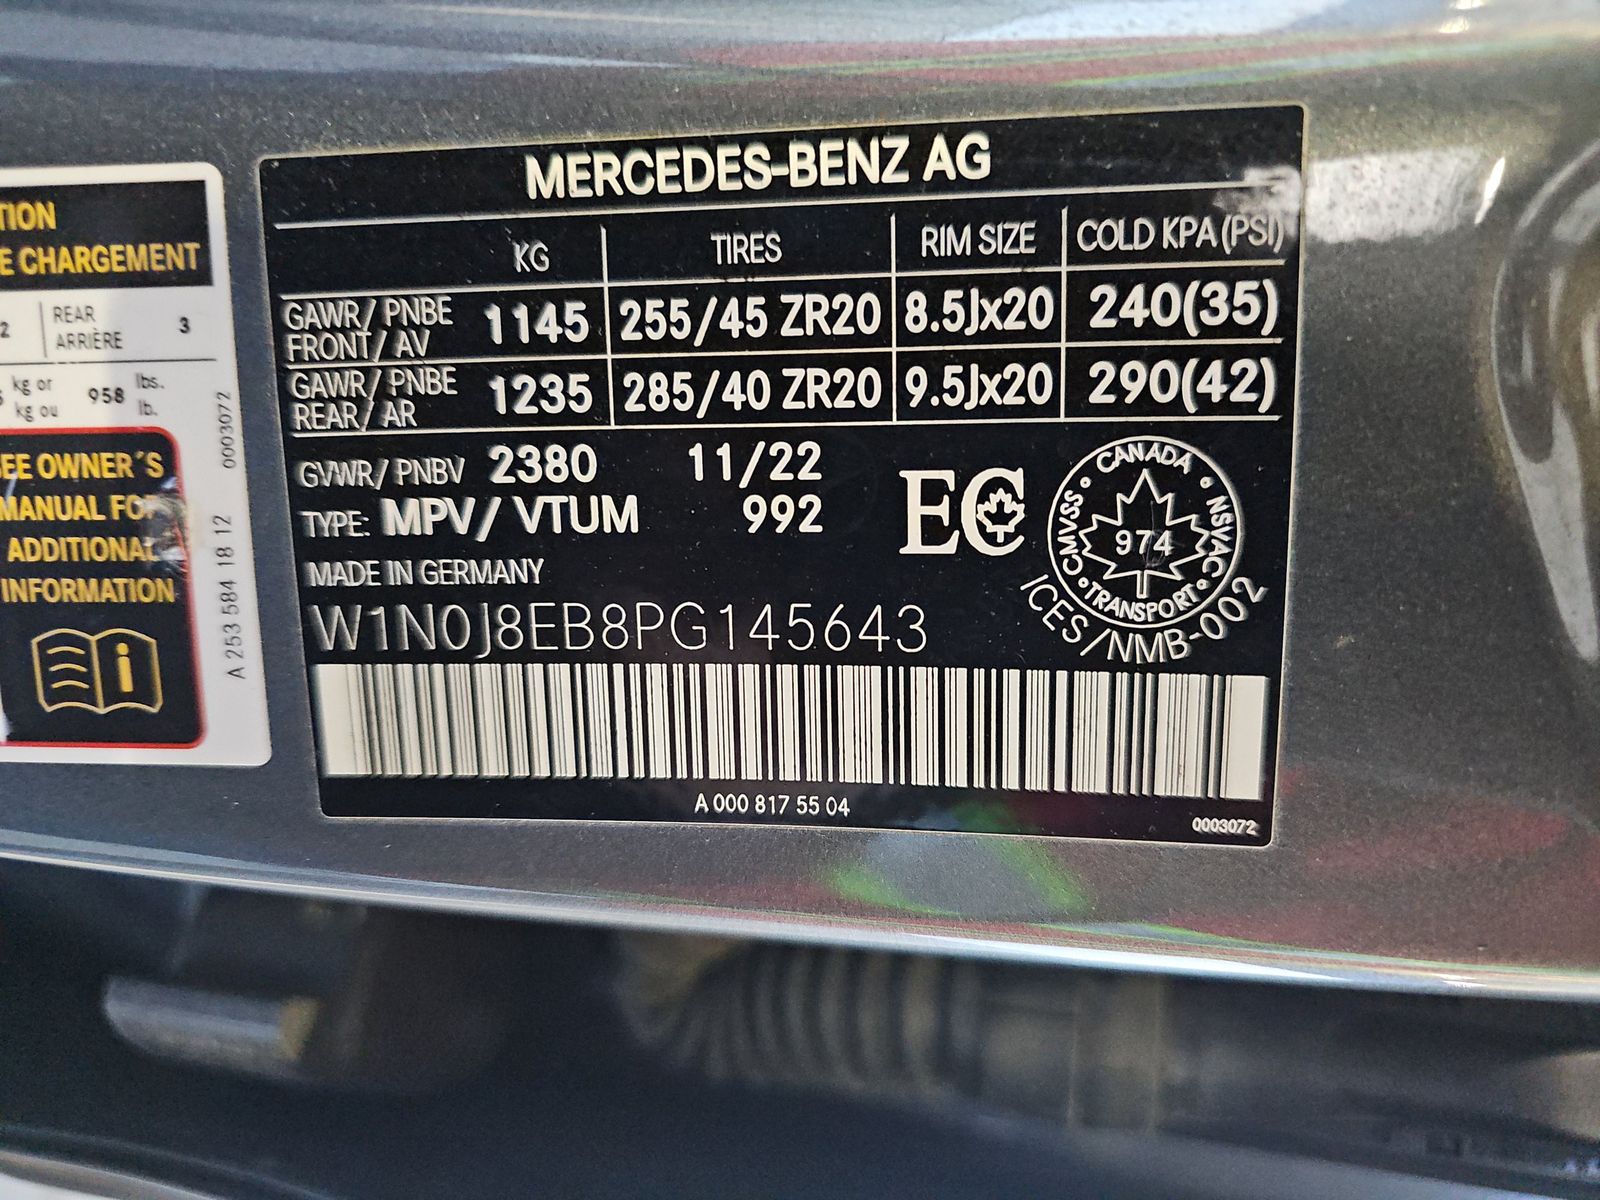 TION
E CHARGEMENT
2 REAR 3
ARRIÈRE
kg or 958 lbs.
kg ou lb.
SEE OWNER'S
MANUAL FOR
ADDITIONAL
INFORMATION
A 253 584 18 12 0003072
MERCEDES-BENZ AG
KG TIRES RIM SIZE COLD KPA(PSI)
GAWR/ PNBE FRONT/ AV 1145 255/45 ZR20 8.5Jx20 240(35)
GAWR/ PNBE REAR/ AR 1235 285/40 ZR20 9.5Jx20 290(42)
GVWR/ PNBV 2380 11/22
TYPE: MPV/ VTUM 992
MADE IN GERMANY
W1N0J8EB8PG145643
EC
CANADA
CMVSS • NSVAC
974
TRANSPORT
ICES/NMB-002
A 000 817 55 04
0003072